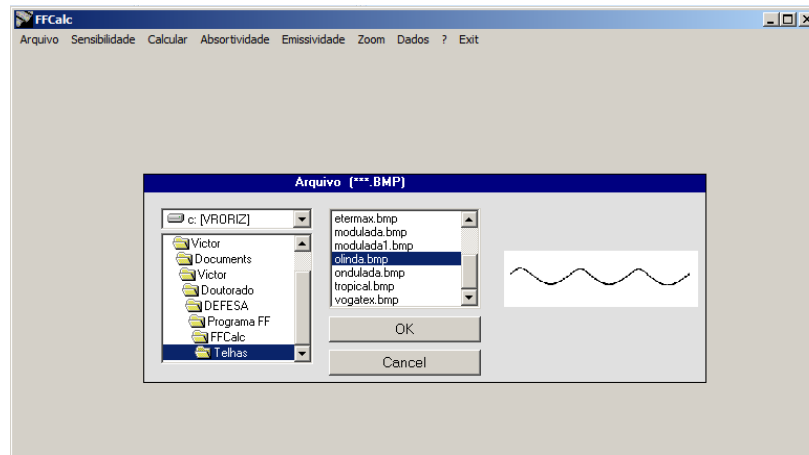 FFCalc
Arquivo Sensibilidade Calcular Absortividade Emissividade Zoom Dados ? Exit
Arquivo (***.BMP)
c: [VRORIZ]
Victor
Documents
Victor
Doutorado
DEFESA
Programa FF
FFCalc
Telhas
etermax.bmp
modulada.bmp
modulada1.bmp
olinda.bmp
ondulada.bmp
tropical.bmp
vogatex.bmp
OK
Cancel